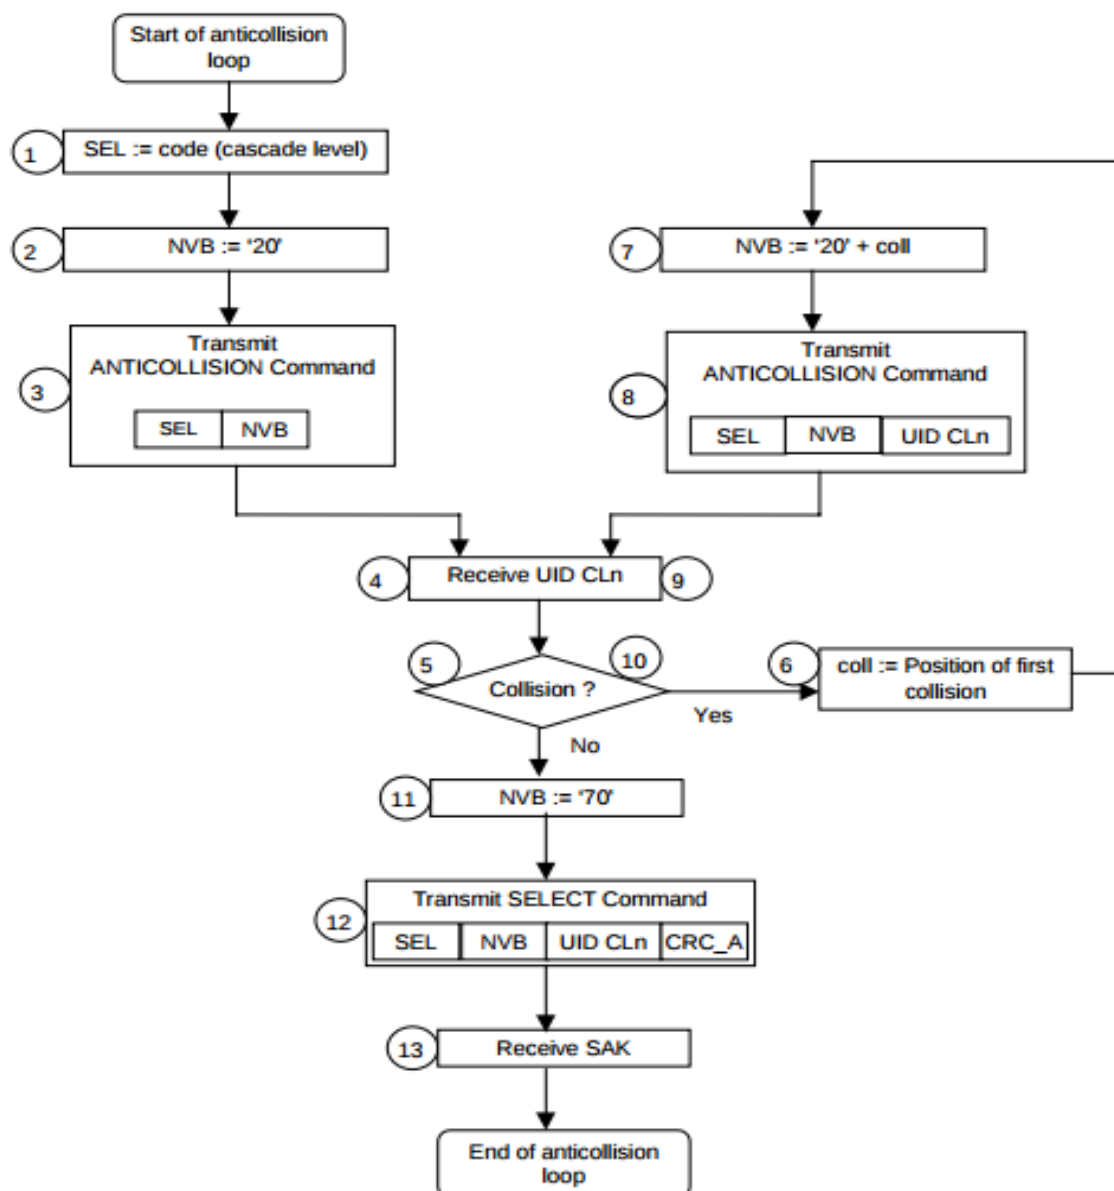 Start of anticollision
loop
1
SEL := code (cascade level)
2
NVB := '20'
7
NVB := '20' + coll
3
Transmit
ANTICOLLISION Command
SEL
NVB
8
Transmit
ANTICOLLISION Command
SEL
NVB
UID CLn
4
Receive UID CLn
9
5
Collision ?
10
Yes
No
6
coll := Position of first
collision
11
NVB := '70'
12
Transmit SELECT Command
SEL
NVB
UID CLn
CRC_A
13
Receive SAK
End of anticollision
loop